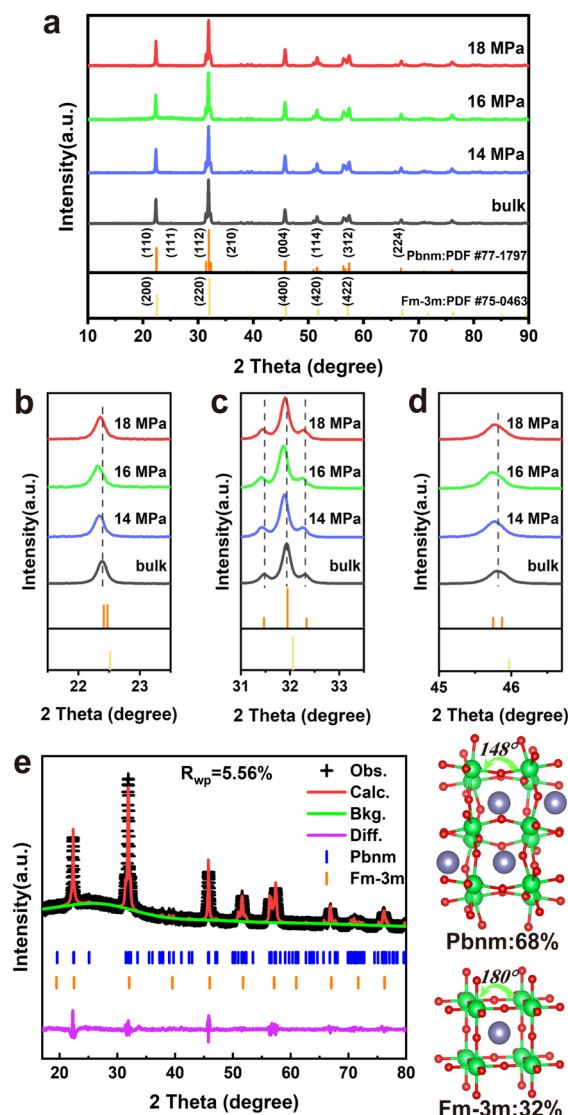 a
Intensity(a.u.)
18 MPa
16 MPa
14 MPa
bulk
(110) (111) (112) (210) (004) (114) (312) (224)
Pbnm:PDF #77-1797
(200) (220) (400) (420) (422)
Fm-3m:PDF #75-0463
10 20 30 40 50 60 70 80 90
2 Theta (degree)
b
Intensity(a.u.)
18 MPa
16 MPa
14 MPa
bulk
22 23
2 Theta (degree)
c
Intensity(a.u.)
18 MPa
16 MPa
14 MPa
bulk
31 32 33
2 Theta (degree)
d
Intensity(a.u.)
18 MPa
16 MPa
14 MPa
bulk
45 46
2 Theta (degree)
e
Intensity(a.u.)
Rwp=5.56%
Obs.
Calc.
Bkg.
Diff.
Pbnm
Fm-3m
20 30 40 50 60 70 80
2 Theta (degree)
148°
Pbnm:68%
180°
Fm-3m:32%